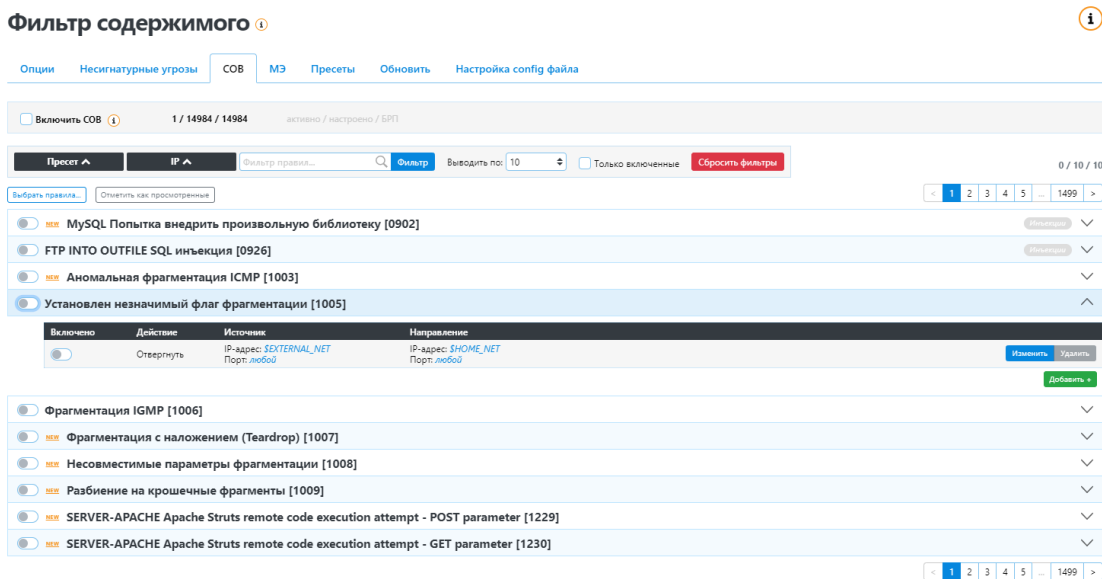 Фильтр содержимого
Опции Несигнатурные угрозы СОВ МЭ Пресеты Обновить Настройка config файла
Включить СОВ 1 / 14984 / 14984 активно / настроено / БРП
Пресет IP Фильтр правил... Фильтр Выводить по: 10 Только включенные Сбросить фильтры 0 / 10 / 10
Выбрать правила... Отметить как просмотренные < 1 2 3 4 5 ... 1499 >
NEW MySQL Попытка внедрить произвольную библиотеку [0902] Инъекции
FTP INTO OUTFILE SQL инъекция [0926] Инъекции
NEW Аномальная фрагментация ICMP [1003]
Установлен незначимый флаг фрагментации [1005]
Включено Действие Источник Направление
Отвергнуть IP-адрес: $EXTERNAL_NET IP-адрес: $HOME_NET Изменить Удалить
Порт: любой Порт: любой
Добавить +
Фрагментация IGMP [1006]
NEW Фрагментация с наложением (Teardrop) [1007]
NEW Несовместимые параметры фрагментации [1008]
NEW Разбиение на крошечные фрагменты [1009]
NEW SERVER-APACHE Apache Struts remote code execution attempt - POST parameter [1229]
NEW SERVER-APACHE Apache Struts remote code execution attempt - GET parameter [1230]
< 1 2 3 4 5 ... 1499 >